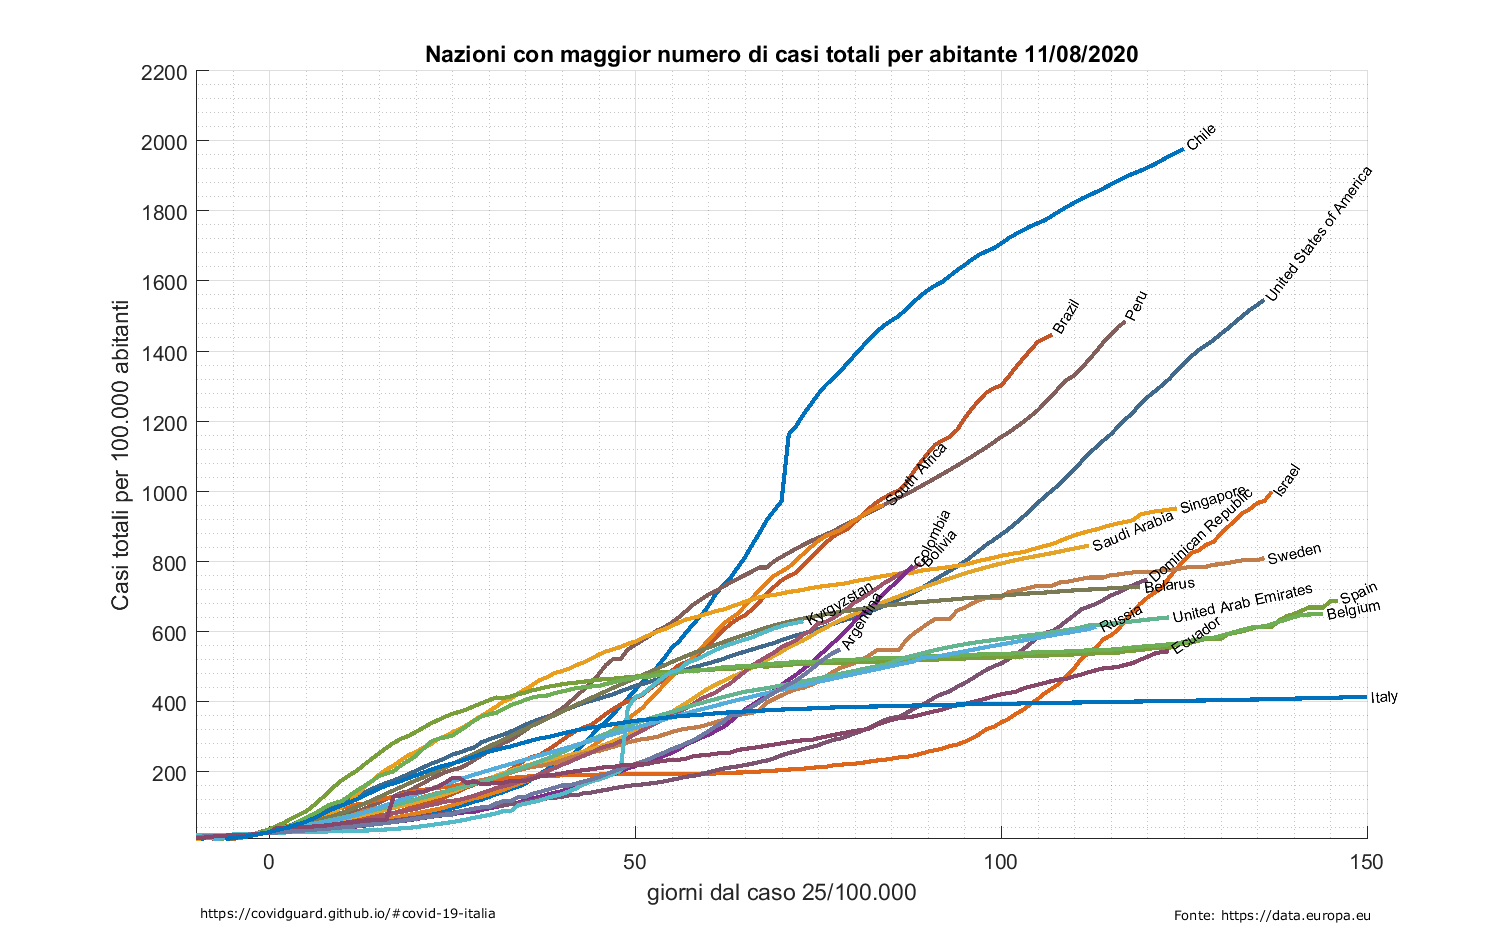 Nazioni con maggior numero di casi totali per abitante 11/08/2020
Casi totali per 100.000 abitanti
2200
2000
1800
1600
1400
1200
1000
800
600
400
200
Chile
United States of America
Brazil
Peru
South Africa
Israel
Singapore
Saudi Arabia
Dominican Republic
Colombia
Bolivia
Sweden
Belarus
Kyrgyzstan
Argentina
United Arab Emirates
Spain
Belgium
Russia
Ecuador
Italy
0
50
100
150
giorni dal caso 25/100.000
https://covidguard.github.io/#covid-19-italia
Fonte: https://data.europa.eu